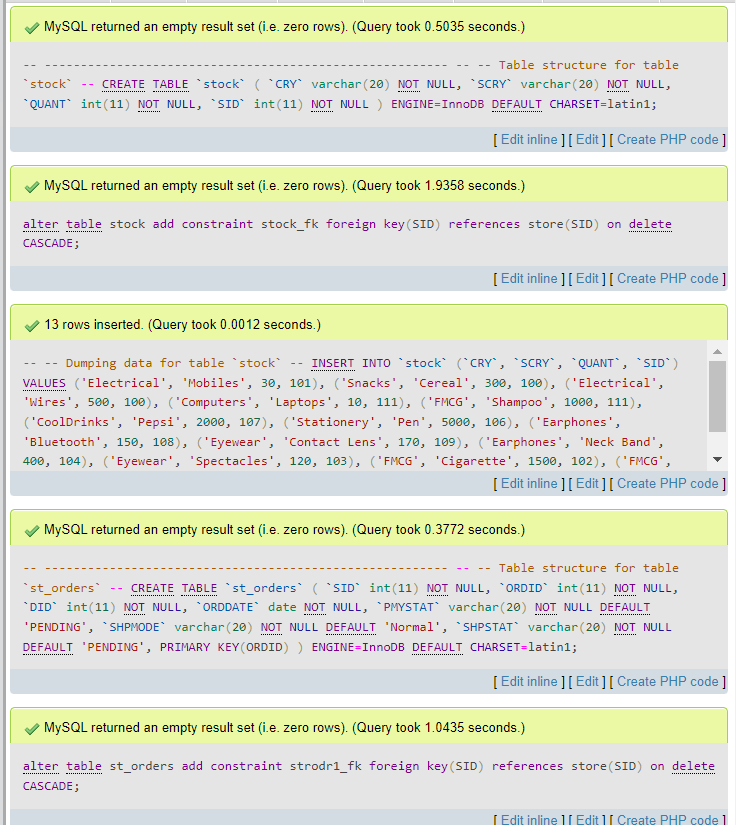 MySQL returned an empty result set (i.e. zero rows). (Query took 0.5035 seconds.)
-- -------------------------------------------------------- -- -- Table structure for table
`stock` -- CREATE TABLE `stock` ( `CRY` varchar(20) NOT NULL, `SCRY` varchar(20) NOT NULL,
`QUANT` int(11) NOT NULL, `SID` int(11) NOT NULL ) ENGINE=InnoDB DEFAULT CHARSET=latin1;
[ Edit inline ] [ Edit ] [ Create PHP code ]
MySQL returned an empty result set (i.e. zero rows). (Query took 1.9358 seconds.)
alter table stock add constraint stock_fk foreign key(SID) references store(SID) on delete
CASCADE;
[ Edit inline ] [ Edit ] [ Create PHP code ]
13 rows inserted. (Query took 0.0012 seconds.)
-- -- Dumping data for table `stock` -- INSERT INTO `stock` (`CRY`, `SCRY`, `QUANT`, `SID`)
VALUES ('Electrical', 'Mobiles', 30, 101), ('Snacks', 'Cereal', 300, 100), ('Electrical',
'Wires', 500, 100), ('Computers', 'Laptops', 10, 111), ('FMCG', 'Shampoo', 1000, 111),
('CoolDrinks', 'Pepsi', 2000, 107), ('Stationery', 'Pen', 5000, 106), ('Earphones',
'Bluetooth', 150, 108), ('Eyewear', 'Contact Lens', 170, 109), ('Earphones', 'Neck Band',
400, 104), ('Eyewear', 'Spectacles', 120, 103), ('FMCG', 'Cigarette', 1500, 102), ('FMCG',
[ Edit inline ] [ Edit ] [ Create PHP code ]
MySQL returned an empty result set (i.e. zero rows). (Query took 0.3772 seconds.)
-- -------------------------------------------------------- -- -- Table structure for table
`st_orders` -- CREATE TABLE `st_orders` ( `SID` int(11) NOT NULL, `ORDID` int(11) NOT NULL,
`DID` int(11) NOT NULL, `ORDDATE` date NOT NULL, `PMYSTAT` varchar(20) NOT NULL DEFAULT
'PENDING', `SHPMODE` varchar(20) NOT NULL DEFAULT 'Normal', `SHPSTAT` varchar(20) NOT NULL
DEFAULT 'PENDING', PRIMARY KEY(ORDID) ) ENGINE=InnoDB DEFAULT CHARSET=latin1;
[ Edit inline ] [ Edit ] [ Create PHP code ]
MySQL returned an empty result set (i.e. zero rows). (Query took 1.0435 seconds.)
alter table st_orders add constraint strodr1_fk foreign key(SID) references store(SID) on delete
CASCADE;
[ Edit inline ] [ Edit ] [ Create PHP code ]